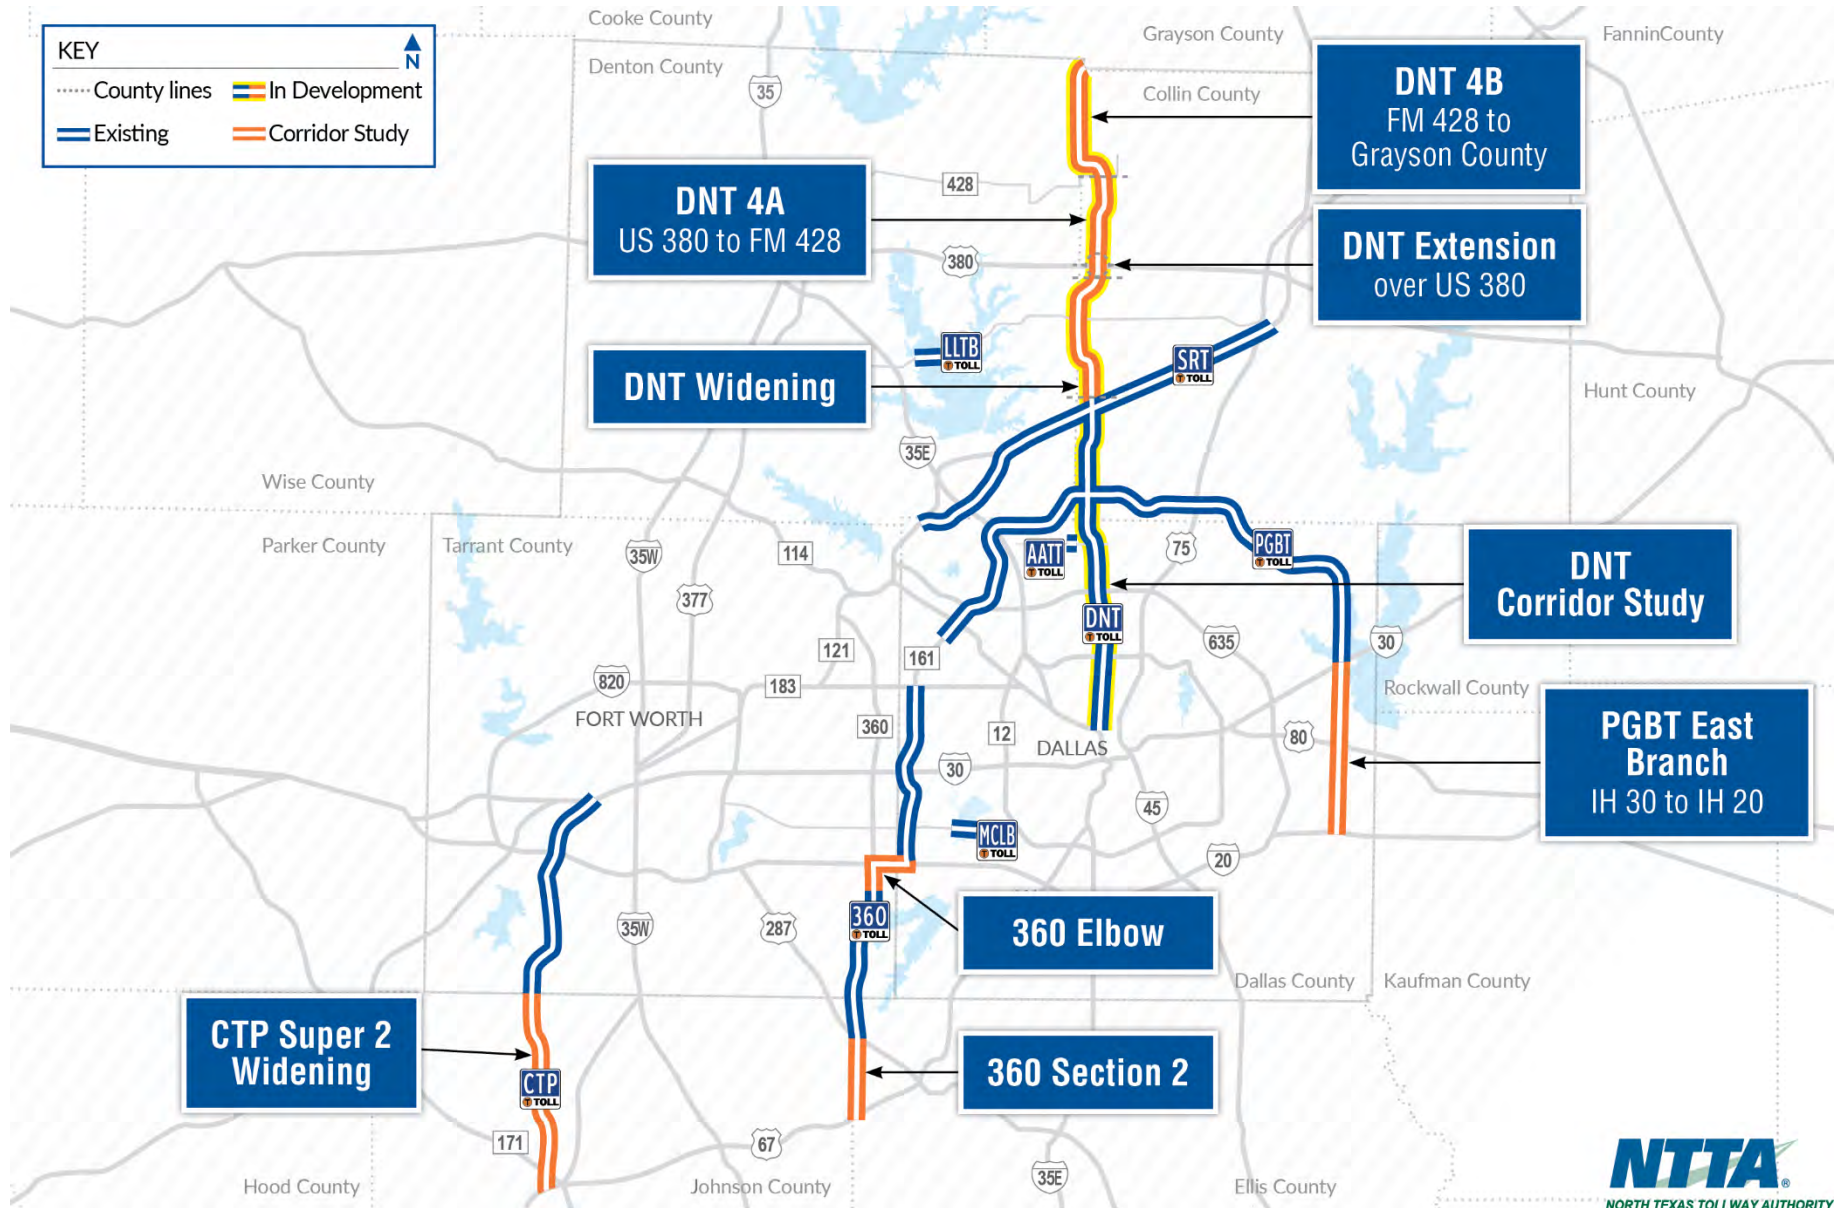 Cooke County
Grayson County
FanninCounty
KEY
N
County lines
In Development
Existing
Corridor Study
Denton County
35
Collin County
DNT 4B
FM 428 to
Grayson County
DNT 4A
US 380 to FM 428
428
380
DNT Extension
over US 380
DNT Widening
LLTB
TOLL
SRT
TOLL
Hunt County
35E
Wise County
Parker County
Tarrant County
35W
114
AATT
TOLL
75
PGBT
TOLL
DNT
Corridor Study
377
DNT
TOLL
121
161
635
30
820
183
Rockwall County
FORT WORTH
360
12
DALLAS
80
PGBT East
Branch
IH 30 to IH 20
30
45
MCLB
TOLL
20
360
TOLL
35W
287
360 Elbow
Dallas County
Kaufman County
CTP Super 2
Widening
CTP
TOLL
360 Section 2
171
67
35E
Hood County
Johnson County
Ellis County
NTTA®
NORTH TEXAS TOLLWAY AUTHORITY